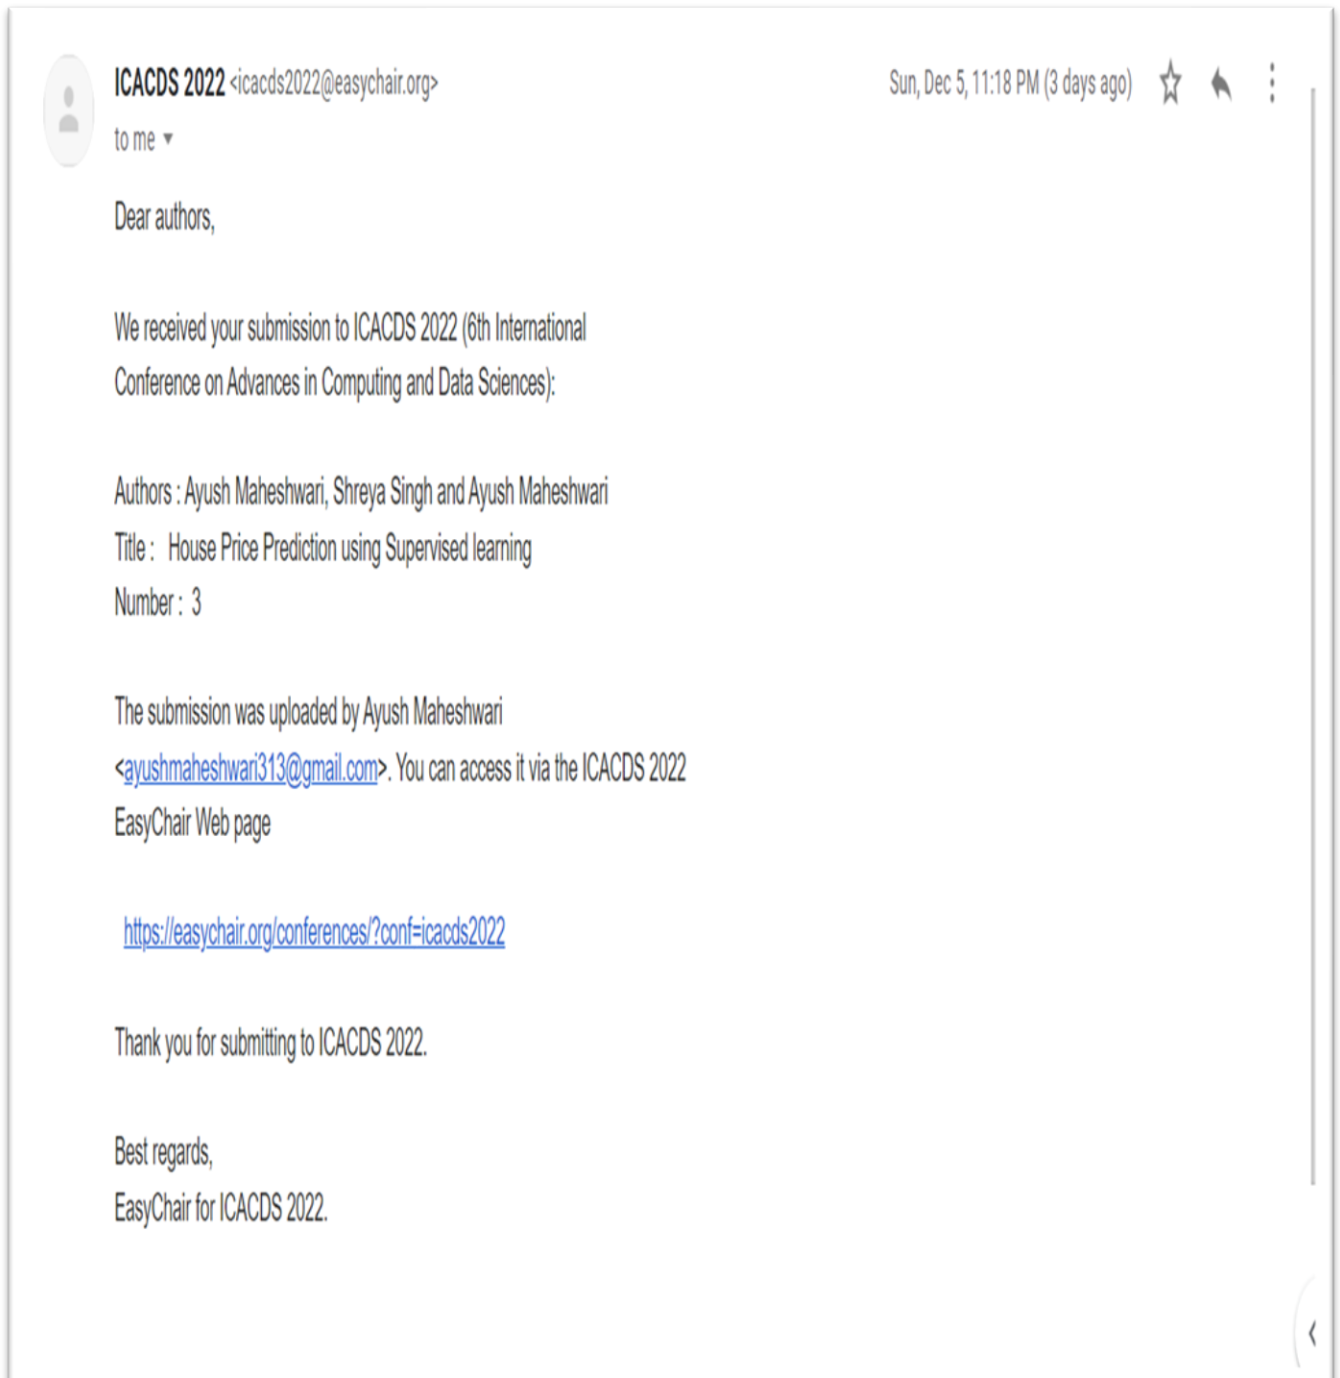 ICACDS 2022 <icacds2022@easychair.org> Sun, Dec 5, 11:18 PM (3 days ago)
to me
Dear authors,
We received your submission to ICACDS 2022 (6th International
Conference on Advances in Computing and Data Sciences):
Authors : Ayush Maheshwari, Shreya Singh and Ayush Maheshwari
Title : House Price Prediction using Supervised learning
Number : 3
The submission was uploaded by Ayush Maheshwari
<ayushmaheshwari313@gmail.com>. You can access it via the ICACDS 2022
EasyChair Web page
https://easychair.org/conferences/?conf=icacds2022
Thank you for submitting to ICACDS 2022.
Best regards,
EasyChair for ICACDS 2022.